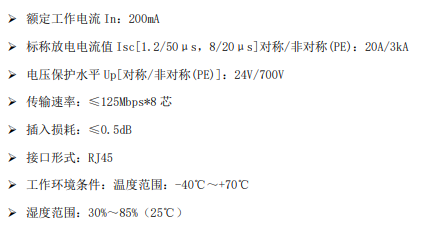 ➤ 额定工作电流 In：200mA
➤ 标称放电电流值 Isc[1.2/50μs，8/20μs]对称/非对称(PE)：20A/3kA
➤ 电压保护水平 Up[对称/非对称(PE)]：24V/700V
➤ 传输速率：≤125Mbps*8 芯
➤ 插入损耗：≤0.5dB
➤ 接口形式：RJ45
➤ 工作环境条件：温度范围：-40℃～+70℃
➤ 湿度范围：30%～85%（25℃）